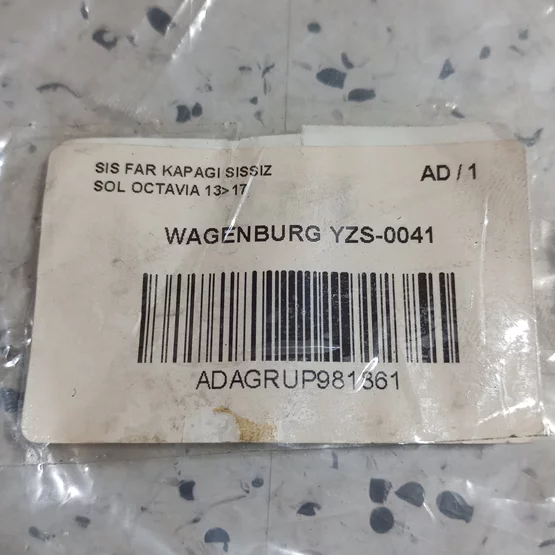 SIS FAR KAPAGI SISSIZ
SOL OCTAVIA 13>17
AD / 1
WAGENBURG YZS-0041
ADAGRUP981361